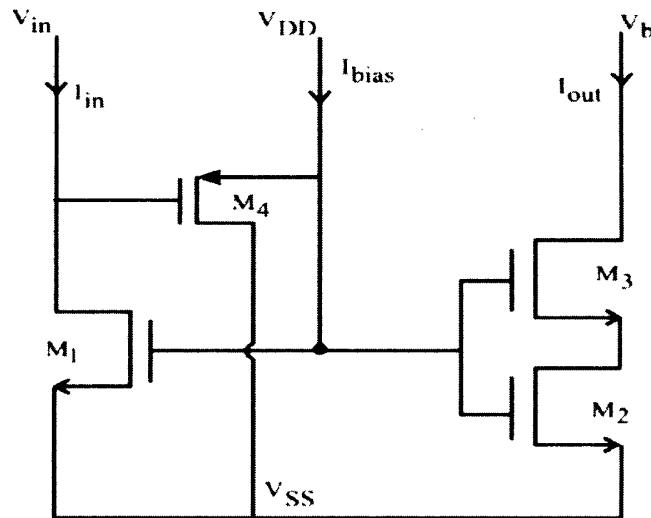 V_in V_DD V_b
I_in I_bias I_out
M_4
M_3
M_1
M_2
V_SS